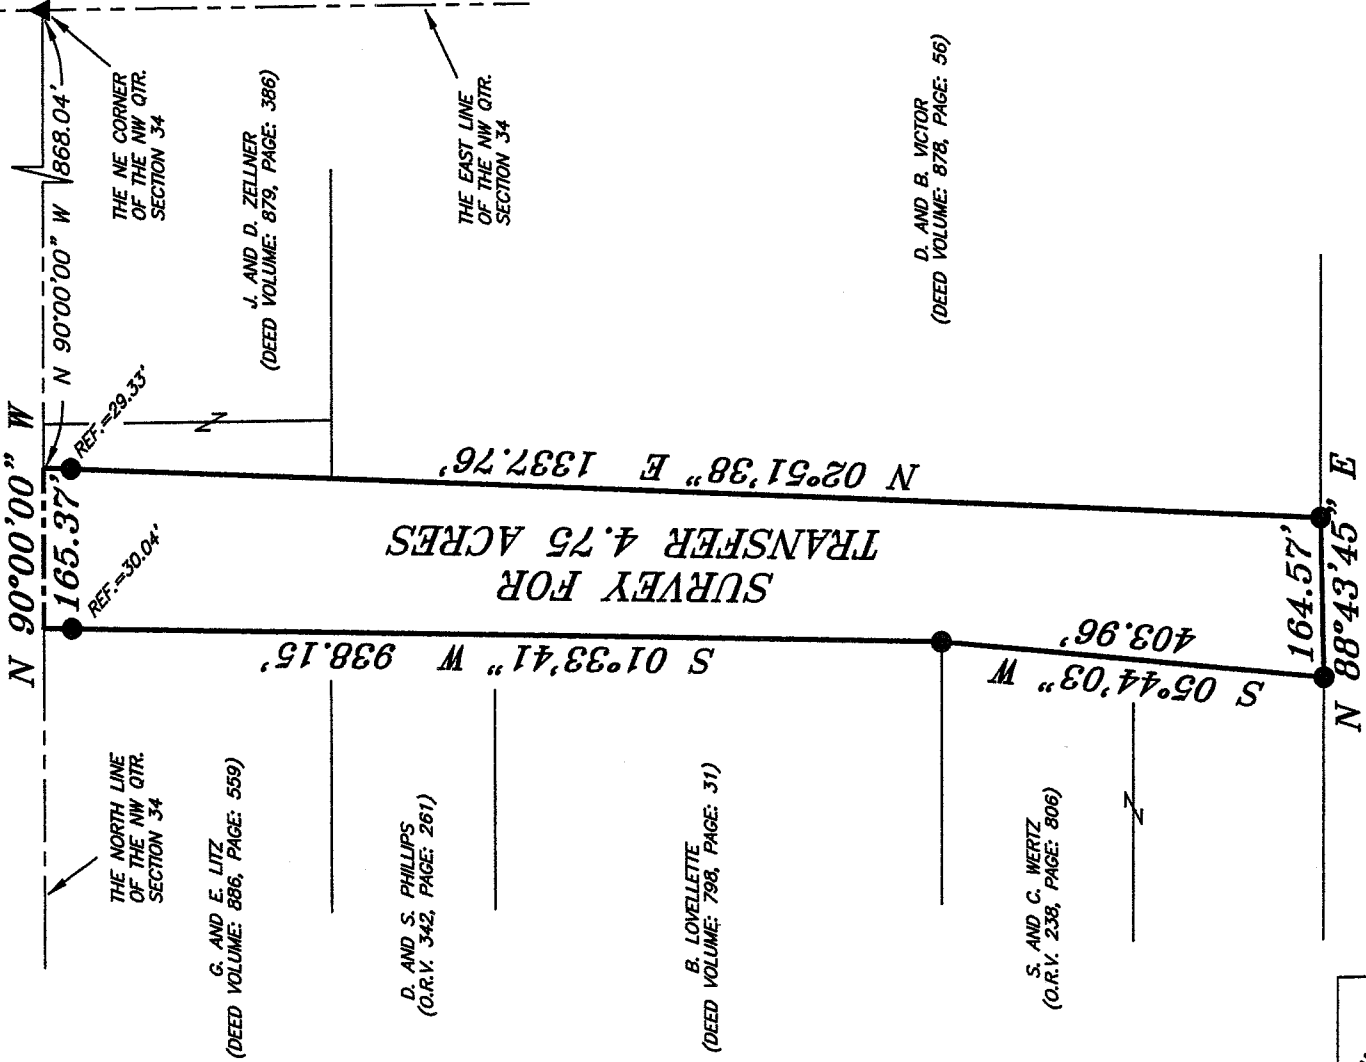 N 90°00'00" W
165.37'
N 90°00'00" W 868.04'
THE NE CORNER
OF THE NW QTR.
SECTION 34
J. AND D. ZELLNER
(DEED VOLUME: 879, PAGE: 386)
THE EAST LINE
OF THE NW QTR.
SECTION 34
D. AND B. VICTOR
(DEED VOLUME: 878, PAGE: 56)
REF.=29.33'
REF.=30.04'
N 02°51'38" E 1337.76'
SURVEY FOR
TRANSFER 4.75 ACRES
S 01°33'41" W 938.15'
S 05°44'03" W
403.96'
164.57'
N 88°43'45" E
THE NORTH LINE
OF THE NW QTR.
SECTION 34
G. AND E. LITZ
(DEED VOLUME: 886, PAGE: 559)
D. AND S. PHILLIPS
(O.R.V. 342, PAGE: 261)
B. LOVELLETTE
(DEED VOLUME: 798, PAGE: 31)
S. AND C. WERTZ
(O.R.V. 238, PAGE: 806)